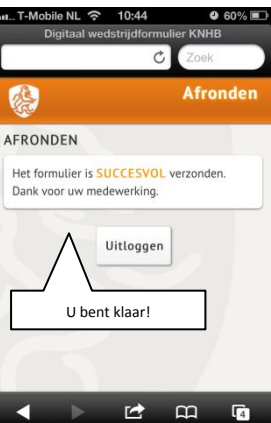 T-Mobile NL 10:44 60%
Digitaal wedstrijdformulier KNHB
Zoek
Afronden
AFRONDEN
Het formulier is SUCCESVOL verzonden.
Dank voor uw medewerking.
Uitloggen
U bent klaar!
4